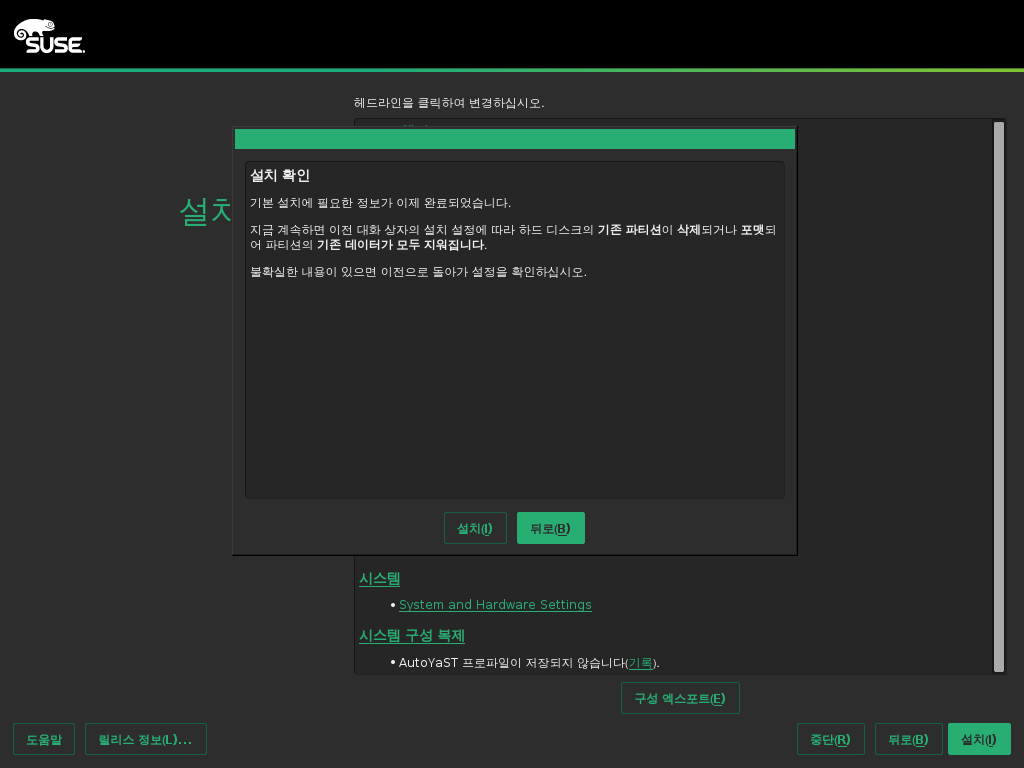 SUSE.
헤드라인을 클릭하여 변경하십시오.
설치 확인
기본 설치에 필요한 정보가 이제 완료되었습니다.
지금 계속하면 이전 대화 상자의 설치 설정에 따라 하드 디스크의 기존 파티션이 삭제되거나 포맷되
어 파티션의 기존 데이터가 모두 지워집니다.
불확실한 내용이 있으면 이전으로 돌아가 설정을 확인하십시오.
설치
설치(I) 뒤로(B)
시스템
• System and Hardware Settings
시스템 구성 복제
• AutoYaST 프로파일이 저장되지 않습니다(기록).
구성 엑스포트(E)
도움말 릴리스 정보(L)... 중단(R) 뒤로(B) 설치(I)